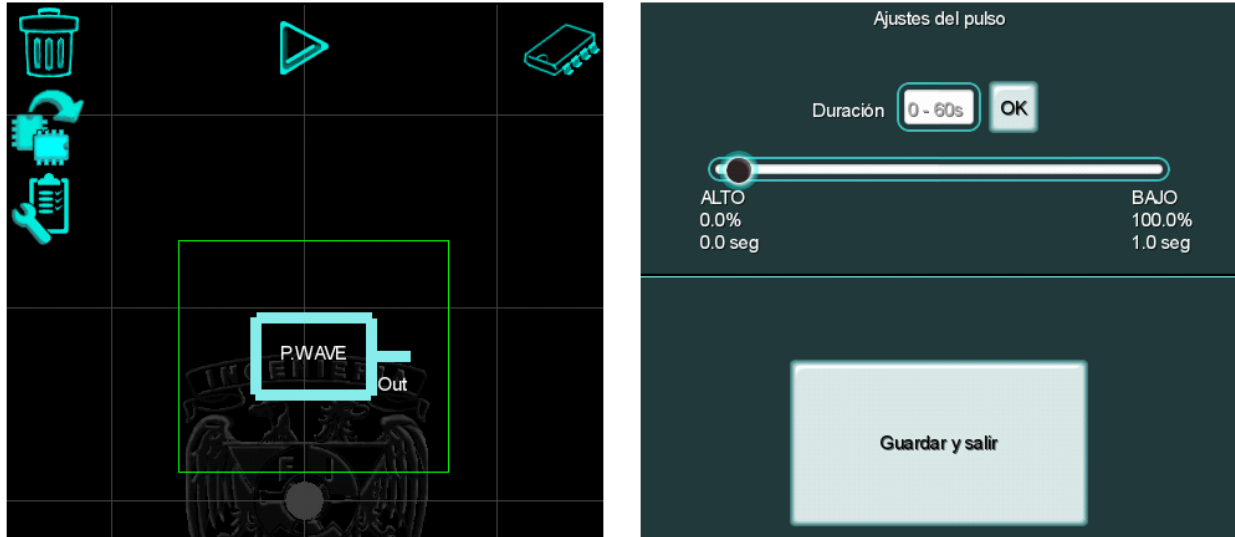 P.WAVE
Out
INGENIERIA
F I
Ajustes del pulso
Duración 0 - 60s OK
ALTO BAJO
0.0% 100.0%
0.0 seg 1.0 seg
Guardar y salir